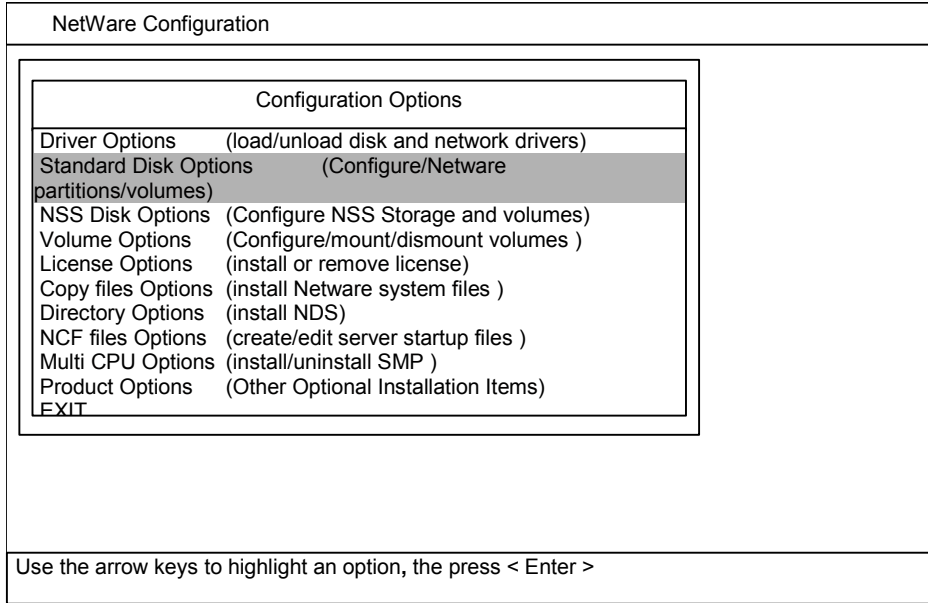 NetWare Configuration
Configuration Options
Driver Options (load/unload disk and network drivers)
Standard Disk Options (Configure/Netware
partitions/volumes)
NSS Disk Options (Configure NSS Storage and volumes)
Volume Options (Configure/mount/dismount volumes )
License Options (install or remove license)
Copy files Options (install Netware system files )
Directory Options (install NDS)
NCF files Options (create/edit server startup files )
Multi CPU Options (install/uninstall SMP )
Product Options (Other Optional Installation Items)
EXIT
Use the arrow keys to highlight an option, the press < Enter >